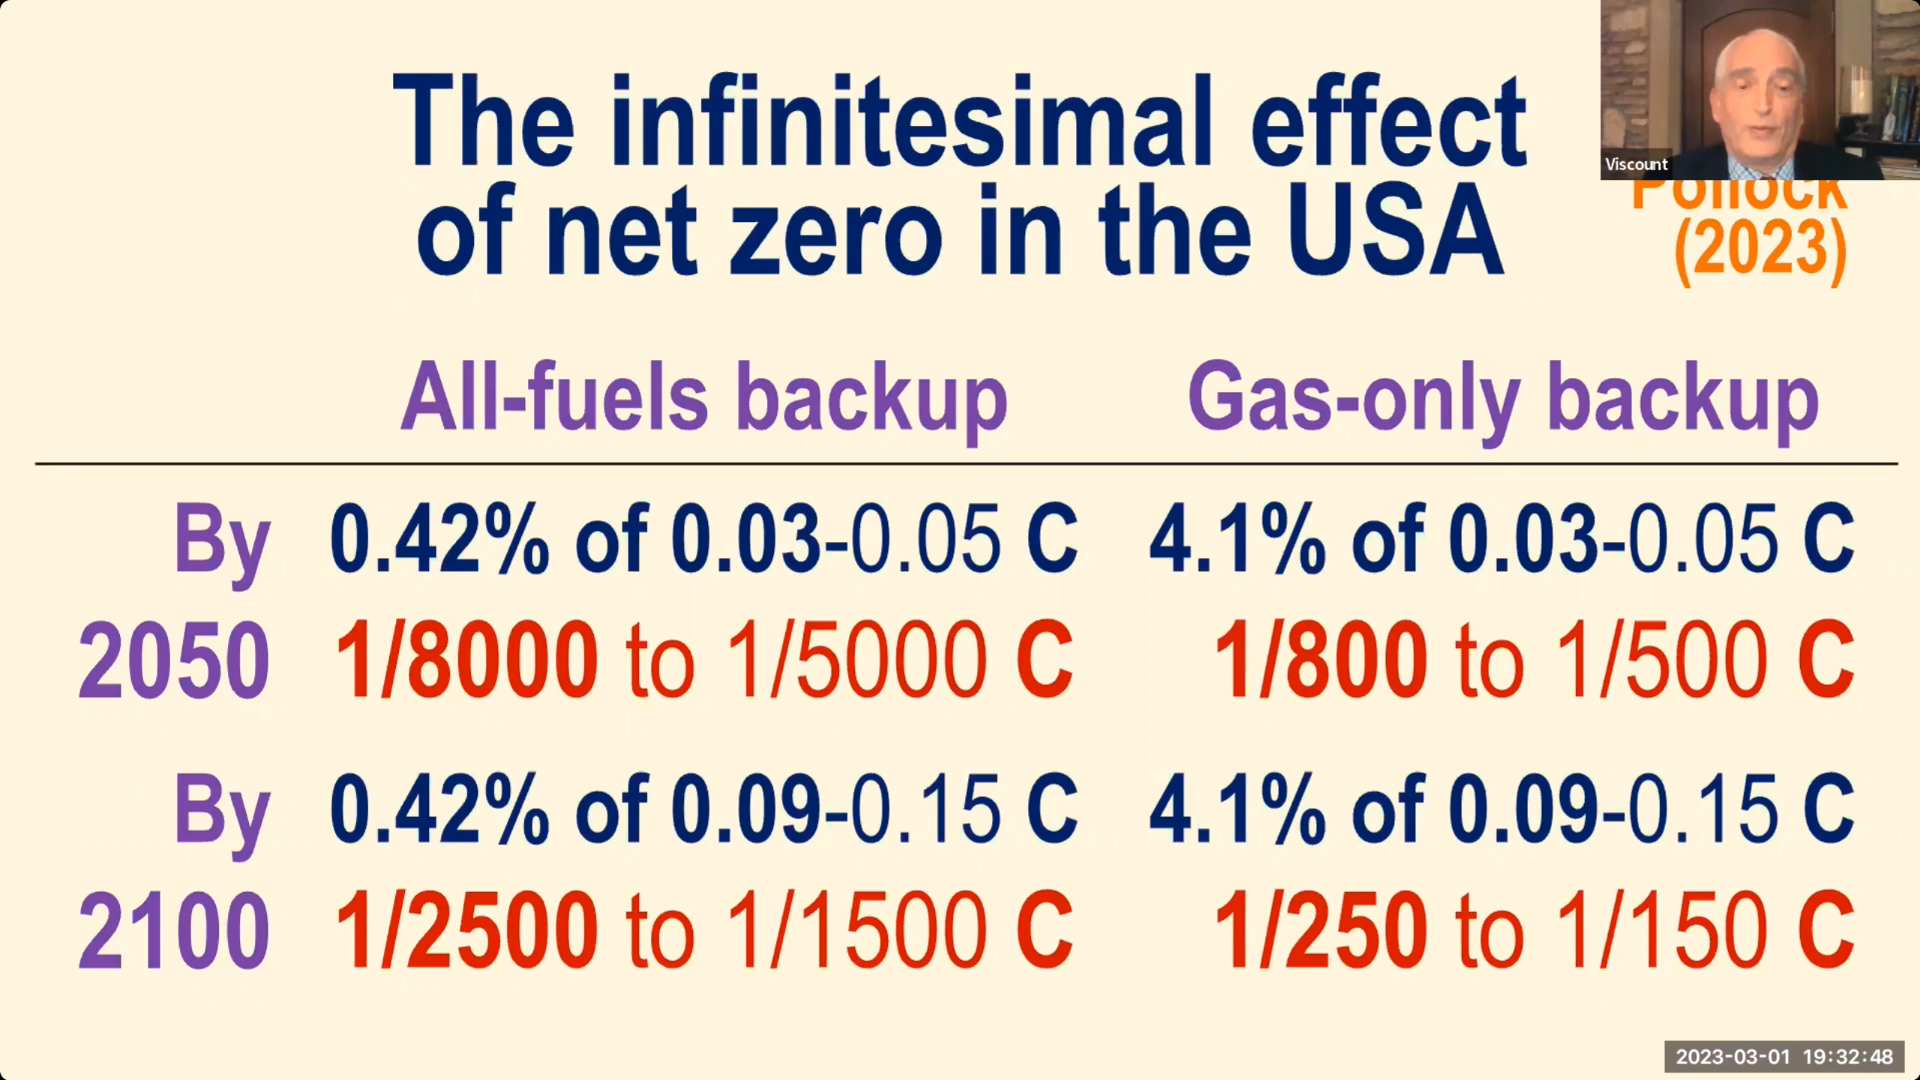 The infinitesimal effect
of net zero in the USA
Viscount
Pollock
(2023)
All-fuels backup
Gas-only backup
By 0.42% of 0.03-0.05 C 4.1% of 0.03-0.05 C
2050 1/8000 to 1/5000 C 1/800 to 1/500 C
By 0.42% of 0.09-0.15 C 4.1% of 0.09-0.15 C
2100 1/2500 to 1/1500 C 1/250 to 1/150 C
2023-03-01 19:32:48